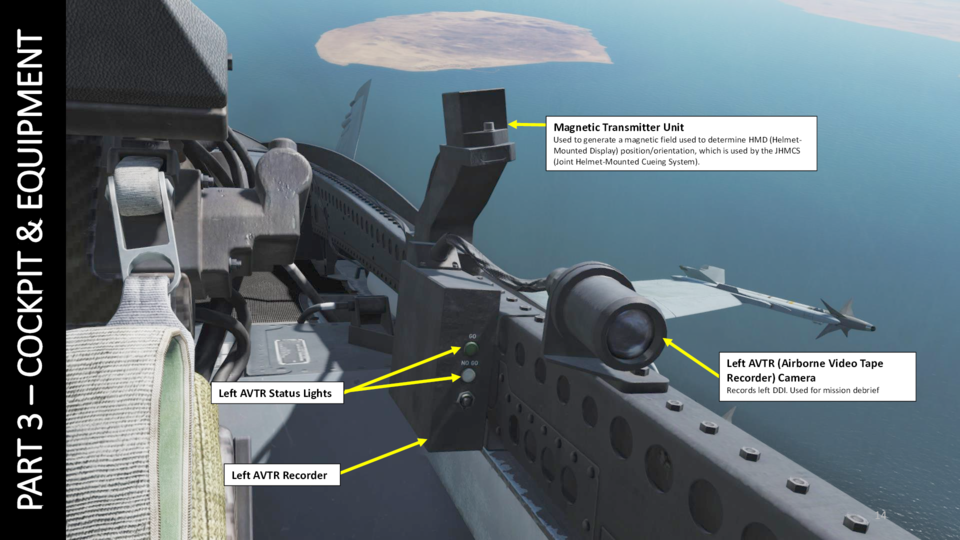 PART 3 – COCKPIT & EQUIPMENT
Magnetic Transmitter Unit
Used to generate a magnetic field used to determine HMD (Helmet-
Mounted Display) position/orientation, which is used by the JHMCS
(Joint Helmet-Mounted Cueing System).
GO
NO GO
Left AVTR (Airborne Video Tape
Recorder) Camera
Records left DDI. Used for mission debrief
Left AVTR Status Lights
Left AVTR Recorder
14